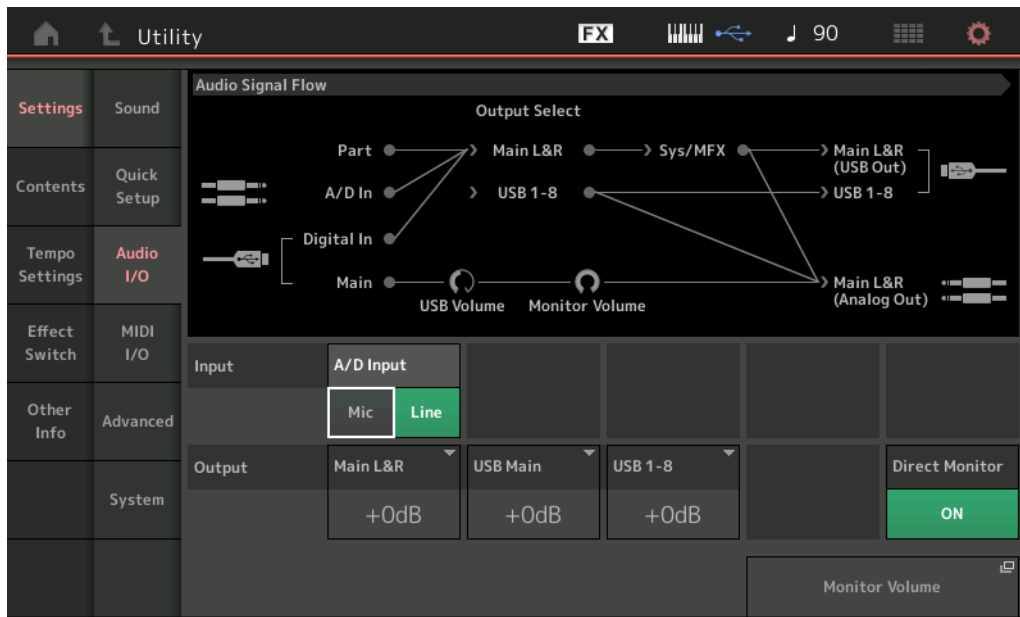 Utility
FX
90
Settings
Contents
Tempo
Settings
Effect
Switch
Other
Info
Sound
Quick
Setup
Audio
I/O
MIDI
I/O
Advanced
System
Audio Signal Flow
Output Select
Part
Main L&R
Sys/MFX
Main L&R
(USB Out)
A/D In
USB 1-8
USB 1-8
Digital In
Main
USB Volume
Monitor Volume
Main L&R
(Analog Out)
Input
A/D Input
Mic
Line
Output
Main L&R
USB Main
USB 1-8
Direct Monitor
+0dB
+0dB
+0dB
ON
Monitor Volume